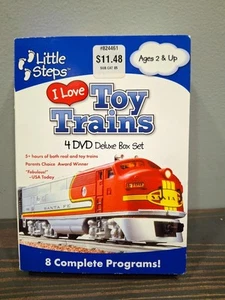 Little
Steps
#824461
$11.48
Ages 2 & Up
I Love
Toy
Trains
4 DVD Deluxe Box Set
3+ hours of both real and toy trains
Parents Choice Award Winner
"Fabulous!"
-USA Today
SANTA FE
8 Complete Programs!